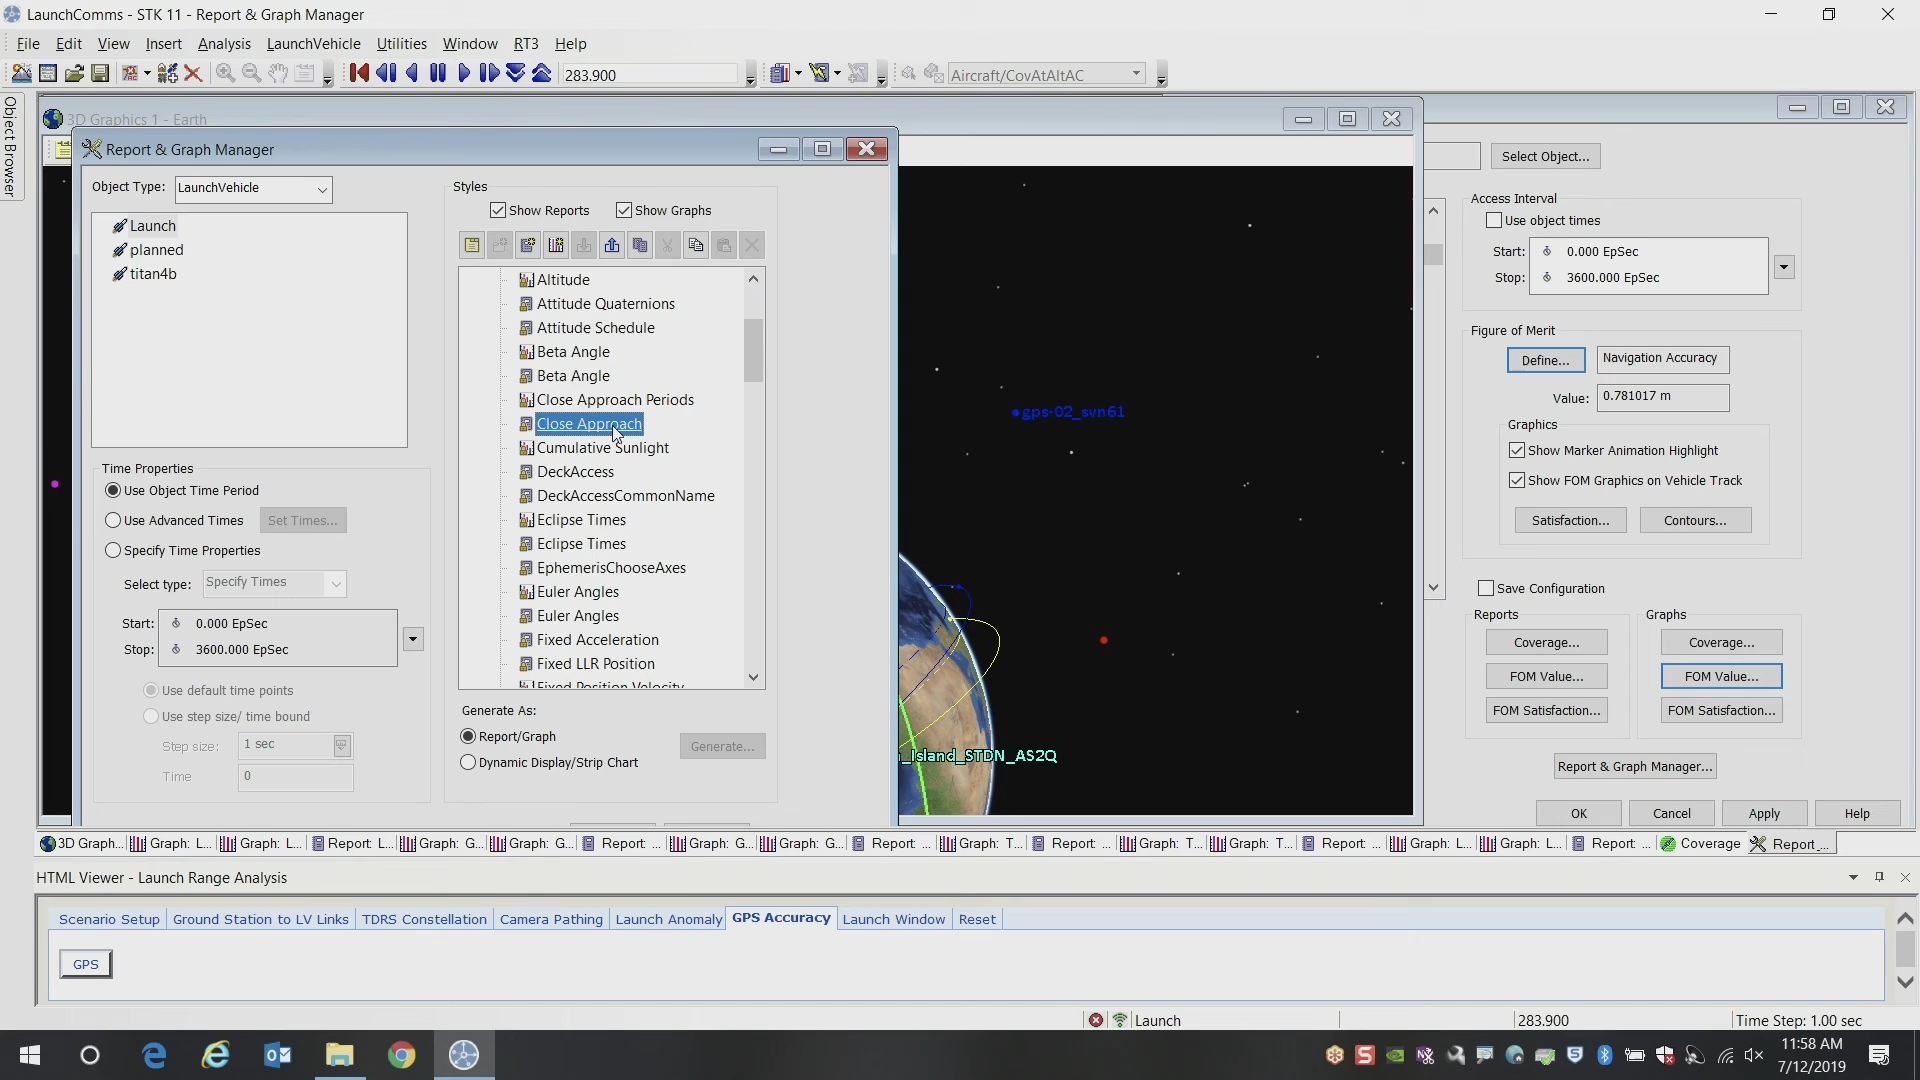 LaunchComms - STK 11 - Report & Graph Manager
File Edit View Insert Analysis LaunchVehicle Utilities Window RT3 Help
283.900
Aircraft/CovAtAltAC
Object Browser
3D Graphics 1 - Earth
Report & Graph Manager
Object Type: LaunchVehicle
Launch
planned
titan4b
Time Properties
Use Object Time Period
Use Advanced Times Set Times...
Specify Time Properties
Select type: Specify Times
Start: 0.000 EpSec
Stop: 3600.000 EpSec
Use default time points
Use step size/ time bound
Step size: 1 sec
Time 0
Styles
Show Reports Show Graphs
Altitude
Attitude Quaternions
Attitude Schedule
Beta Angle
Beta Angle
Close Approach Periods
Close Approach
Cumulative Sunlight
DeckAccess
DeckAccessCommonName
Eclipse Times
Eclipse Times
EphemerisChooseAxes
Euler Angles
Euler Angles
Fixed Acceleration
Fixed LLR Position
Fixed Position Velocity
Generate As:
Report/Graph
Generate...
Dynamic Display/Strip Chart
gps-02_svn61
_Island_STDN_AS2Q
Select Object...
Access Interval
Use object times
Start: 0.000 EpSec
Stop: 3600.000 EpSec
Figure of Merit
Define... Navigation Accuracy
Value: 0.781017 m
Graphics
Show Marker Animation Highlight
Show FOM Graphics on Vehicle Track
Satisfaction... Contours...
Save Configuration
Reports Graphs
Coverage... Coverage...
FOM Value... FOM Value...
FOM Satisfaction... FOM Satisfaction...
Report & Graph Manager...
OK Cancel Apply Help
3D Graph... Graph: L... Graph: L... Report: L... Graph: G... Graph: G... Report: ... Graph: G... Graph: G... Report: ... Graph: T... Report: ... Graph: T... Graph: T... Report: ... Graph: L... Graph: L... Report: ... Coverage Report ...
HTML Viewer - Launch Range Analysis
Scenario Setup Ground Station to LV Links TDRS Constellation Camera Pathing Launch Anomaly GPS Accuracy Launch Window Reset
GPS
Launch 283.900 Time Step: 1.00 sec
11:58 AM
7/12/2019